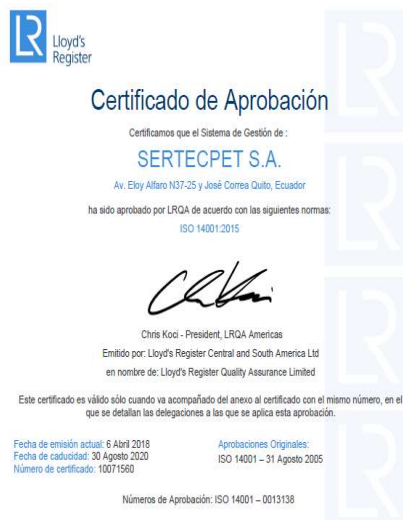 LR
Lloyd's
Register
LR
Certificado de Aprobación
Certificamos que el Sistema de Gestión de :
SERTECPET S.A.
Av. Eloy Alfaro N37-25 y José Correa Quito, Ecuador
ha sido aprobado por LRQA de acuerdo con las siguientes normas:
ISO 14001:2015
LR
LR
Chris Koci - President, LRQA Americas
Emitido por: Lloyd's Register Central and South America Ltd
en nombre de: Lloyd's Register Quality Assurance Limited
Este certificado es válido sólo cuando va acompañado del anexo al certificado con el mismo número, en el
que se detallan las delegaciones a las que se aplica esta aprobación.
Fecha de emisión actual: 6 Abril 2018
Fecha de caducidad: 30 Agosto 2020
Número de certificado: 10071560
Aprobaciones Originales:
ISO 14001 – 31 Agosto 2005
LR
Números de Aprobación: ISO 14001 – 0013138